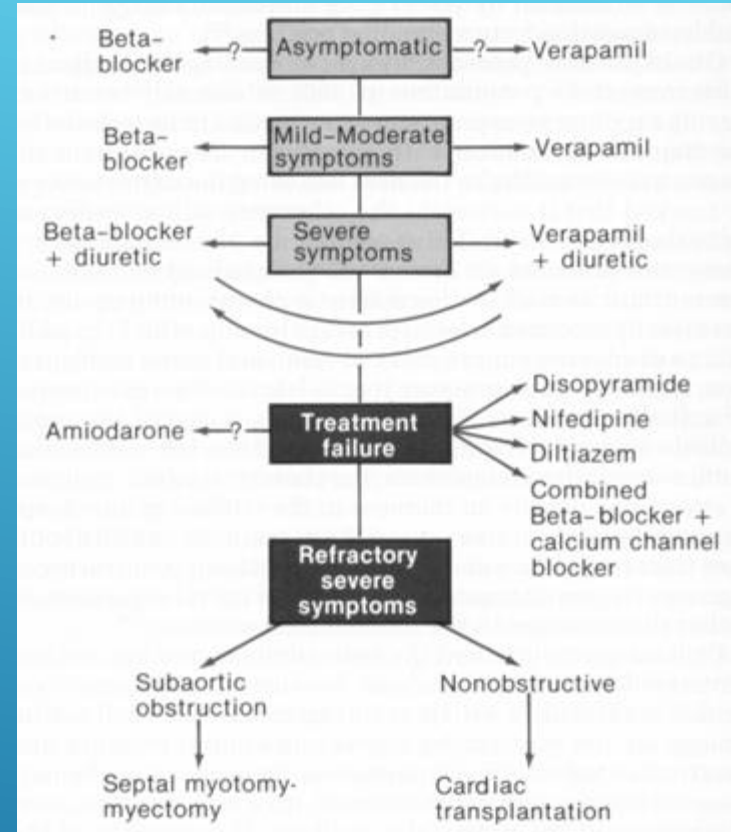 Beta-
blocker
?
Asymptomatic
?
Verapamil
Beta-
blocker
Mild-Moderate
symptoms
Verapamil
Beta-blocker
+ diuretic
Severe
symptoms
Verapamil
+ diuretic
Amiodarone
?
Treatment
failure
Disopyramide
Nifedipine
Diltiazem
Combined
Beta-blocker +
calcium channel
blocker
Refractory
severe
symptoms
Subaortic
obstruction
Nonobstructive
Septal myotomy-
myectomy
Cardiac
transplantation